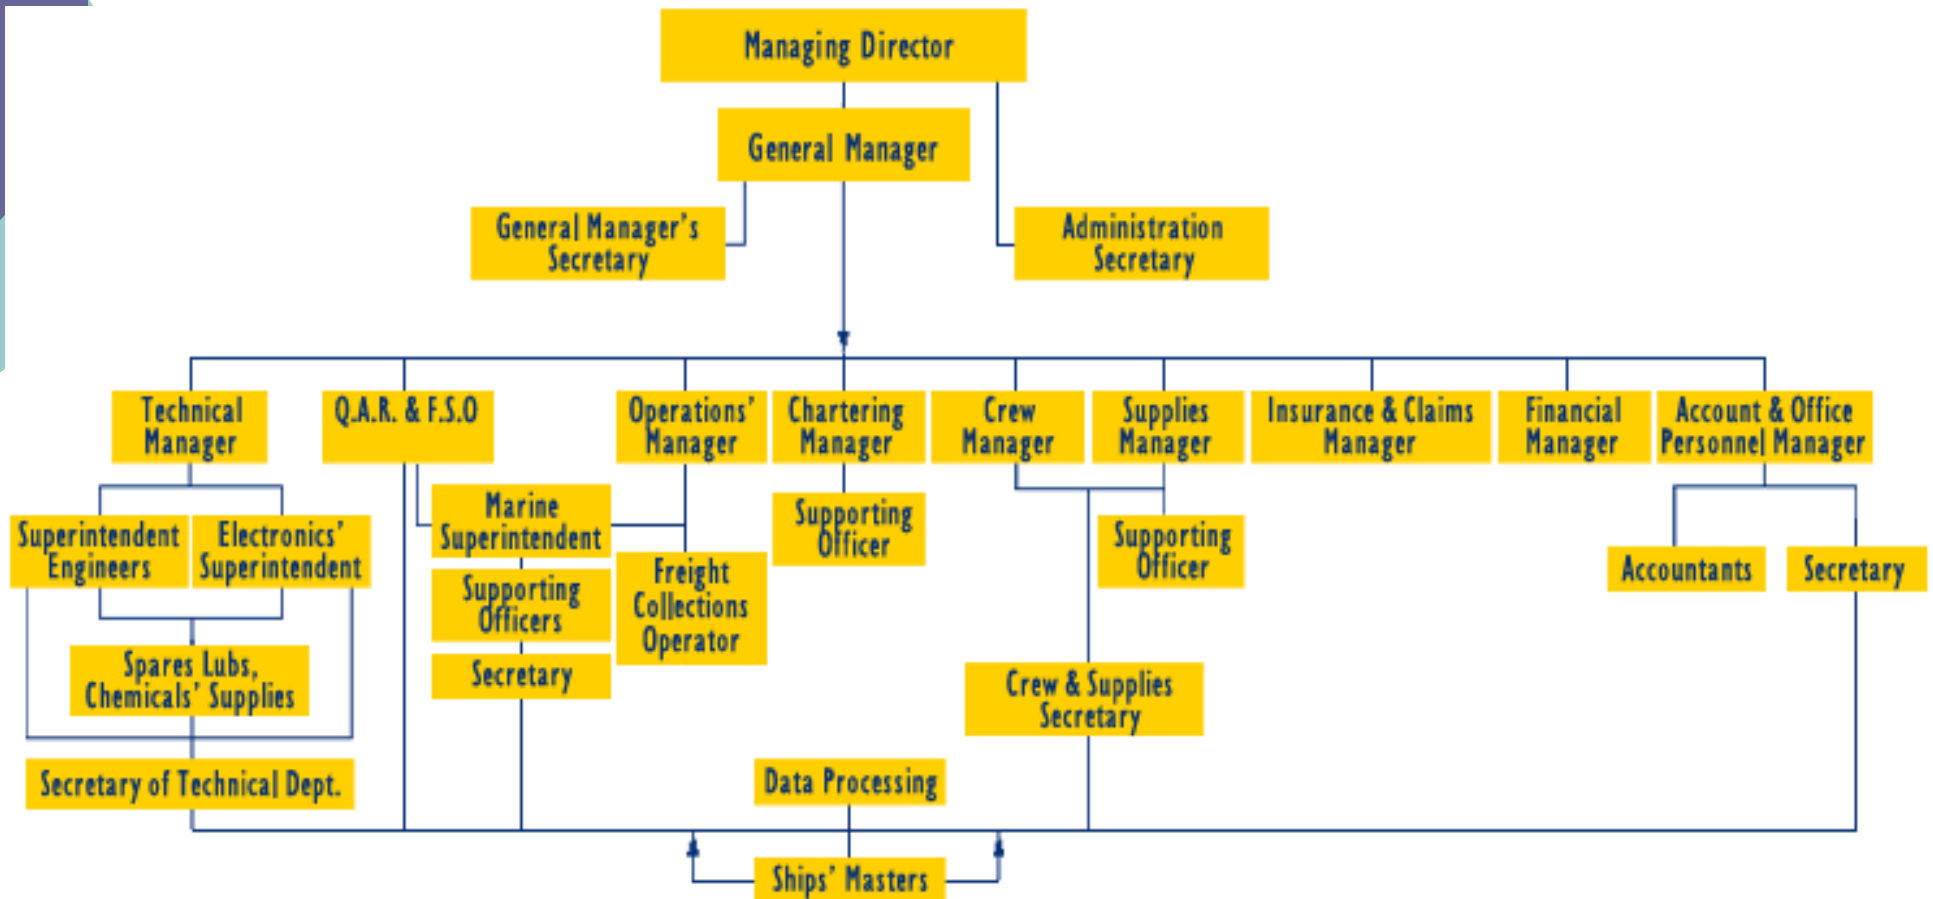 Managing Director
General Manager
General Manager's
Secretary
Administration
Secretary
Technical
Manager
Q.A.R. & F.S.O
Operations'
Manager
Chartering
Manager
Crew
Manager
Supplies
Manager
Insurance & Claims
Manager
Financial
Manager
Account & Office
Personnel Manager
Superintendent
Engineers
Electronics'
Superintendent
Marine
Superintendent
Supporting
Officers
Secretary
Freight
Collections
Operator
Supporting
Officer
Supporting
Officer
Accountants
Secretary
Spares Lubs,
Chemicals' Supplies
Crew & Supplies
Secretary
Secretary of Technical Dept.
Data Processing
Ships' Masters